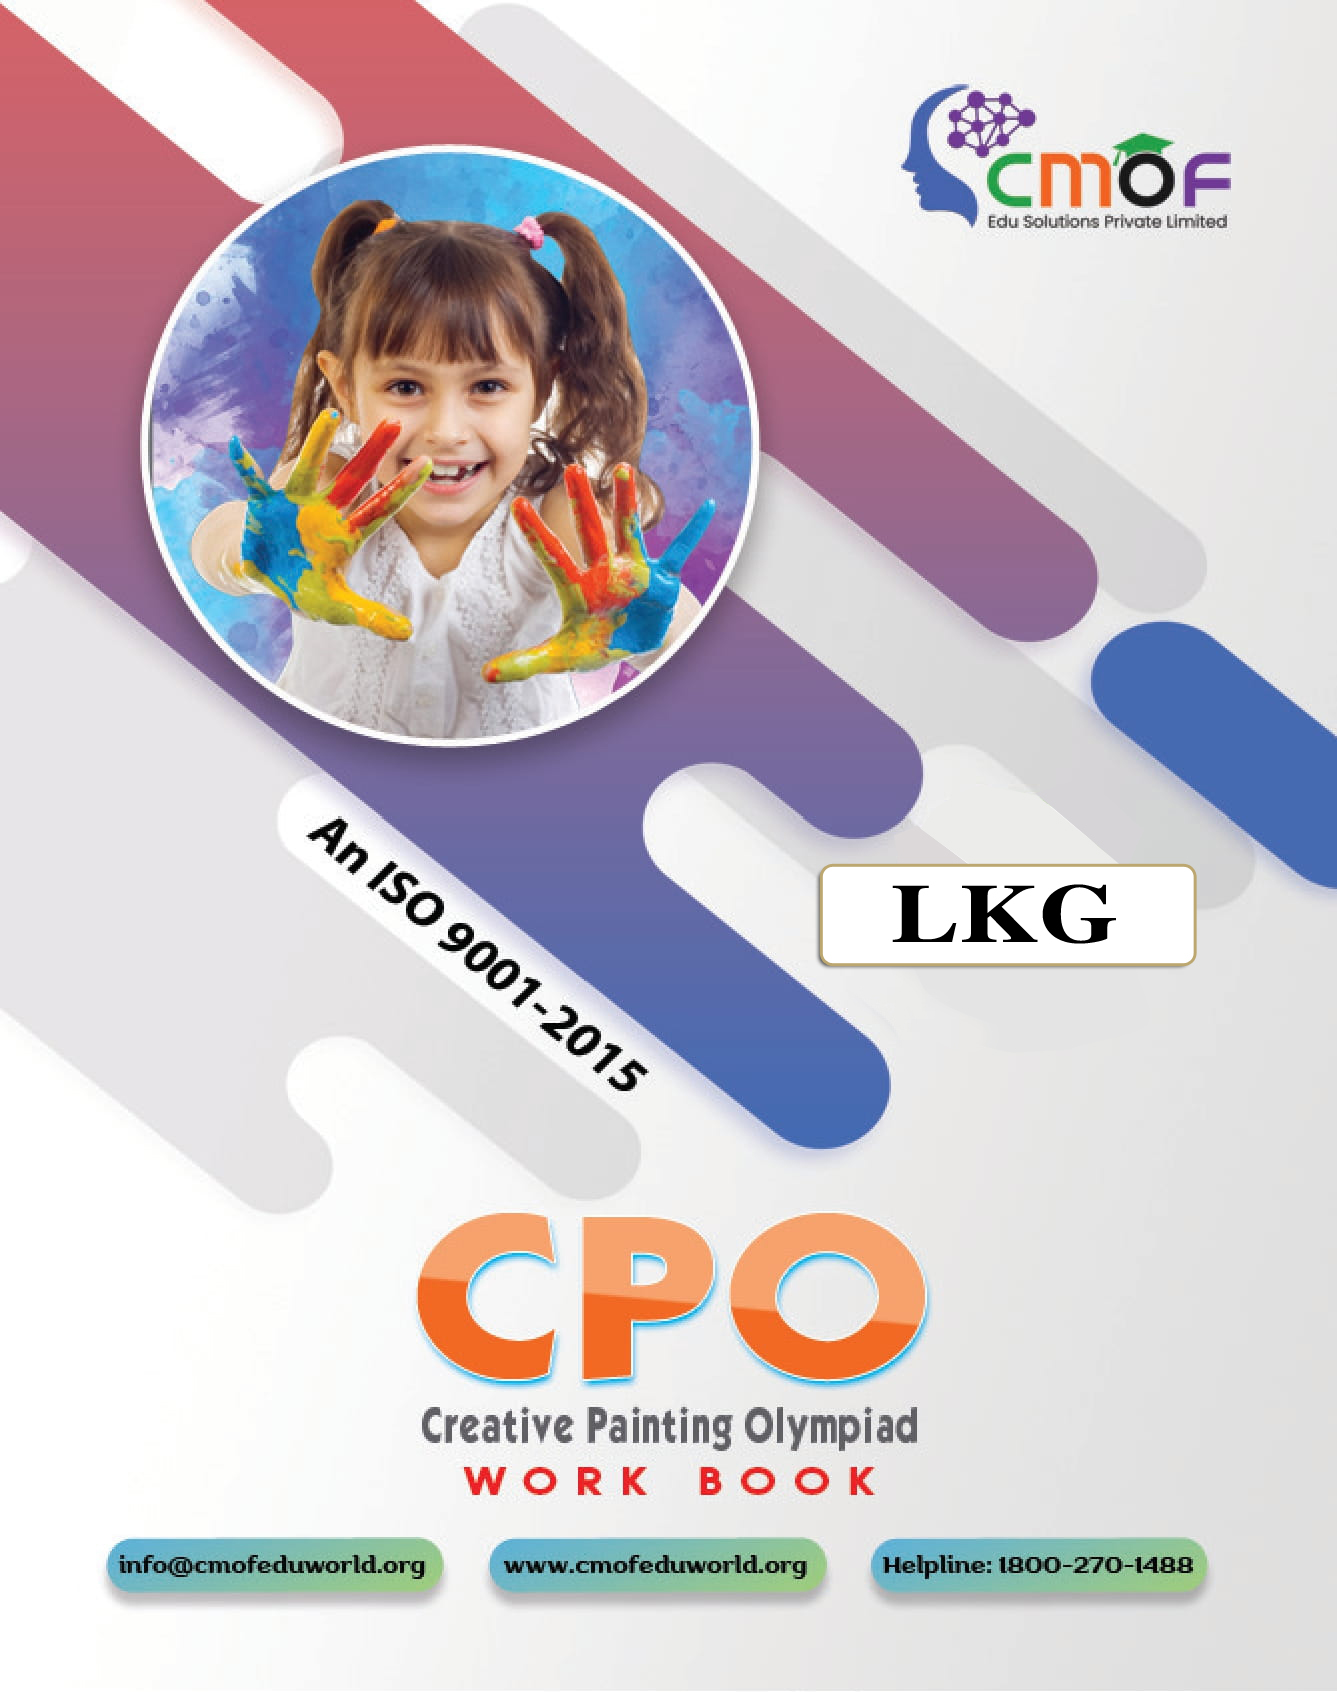 CMOF
Edu Solutions Private Limited
An ISO 9001-2015
LKG
CPO
Creative Painting Olympiad
WORK BOOK
info@cmofeduworld.org
www.cmofeduworld.org
Helpline: 1800-270-1488